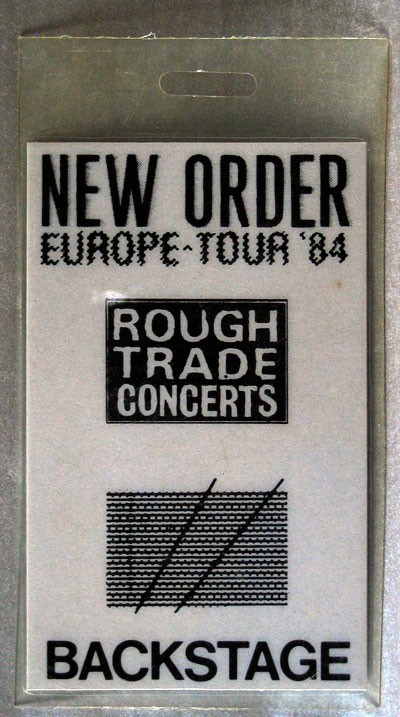 NEW ORDER
EUROPE-TOUR '84
ROUGH
TRADE
CONCERTS
BACKSTAGE